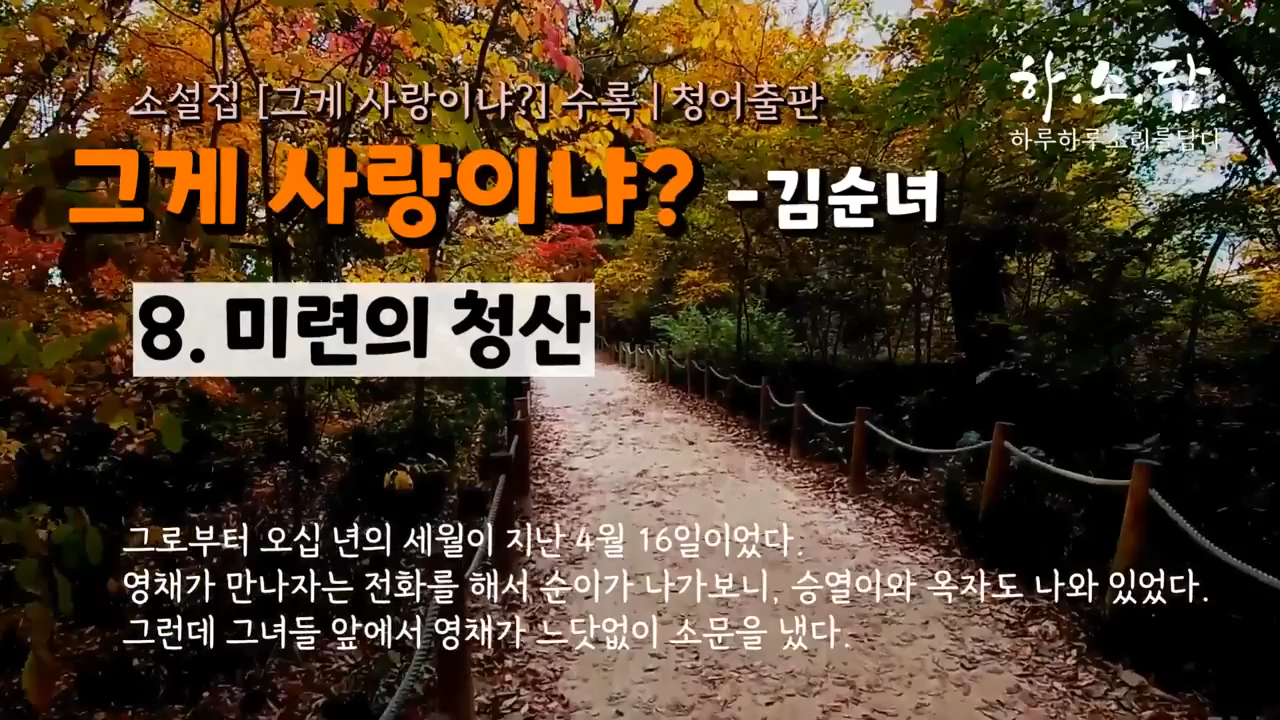 소설집 [그게 사랑이냐?] 수록 | 청어출판
하.소.담.
하루하루소리를담다
그게 사랑이냐? -김순녀
8. 미련의 청산
그로부터 오십 년의 세월이 지난 4월 16일이었다.
영채가 만나자는 전화를 해서 순이가 나가보니, 승열이와 옥자도 나와 있었다.
그런데 그녀들 앞에서 영채가 느닷없이 소문을 냈다.